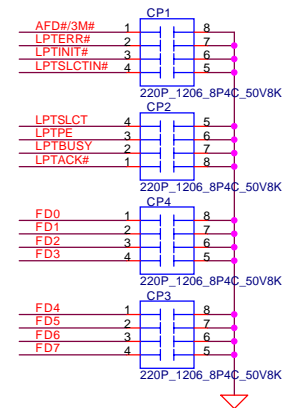 CP1
AFD#/3M# 1 8
LPTERR# 2 7
LPTINIT# 3 6
LPTSLCTIN# 4 5
220P_1206_8P4C_50V8K
CP2
LPTSLCT 4 5
LPTPE 3 6
LPTBUSY 2 7
LPTACK# 1 8
220P_1206_8P4C_50V8K
CP4
FD0 1 8
FD1 2 7
FD2 3 6
FD3 4 5
220P_1206_8P4C_50V8K
CP3
FD4 1 8
FD5 2 7
FD6 3 6
FD7 4 5
220P_1206_8P4C_50V8K